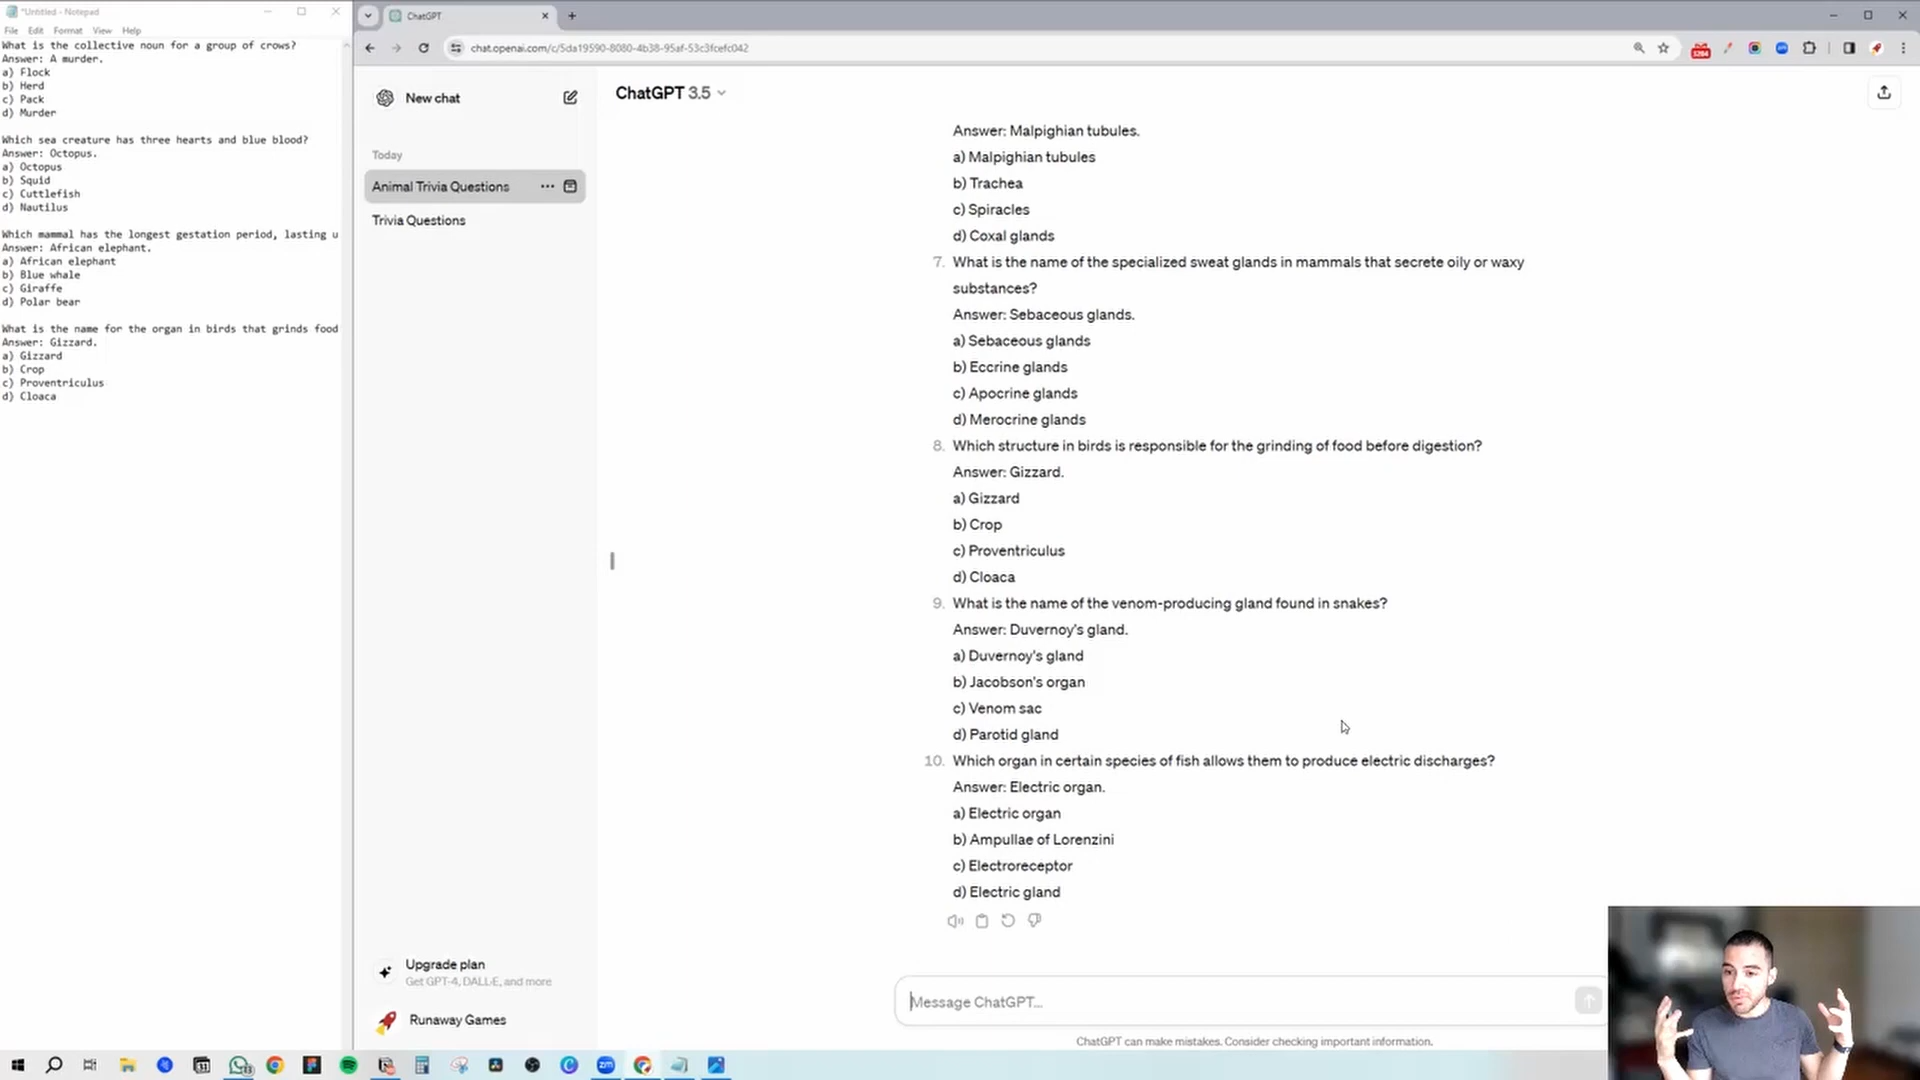 *Untitled - Notepad
File Edit Format View Help
What is the collective noun for a group of crows?
Answer: A murder.
a) Flock
b) Herd
c) Pack
d) Murder
Which sea creature has three hearts and blue blood?
Answer: Octopus.
a) Octopus
b) Squid
c) Cuttlefish
d) Nautilus
Which mammal has the longest gestation period, lasting u
Answer: African elephant.
a) African elephant
b) Blue whale
c) Giraffe
d) Polar bear
What is the name for the organ in birds that grinds food
Answer: Gizzard.
a) Gizzard
b) Crop
c) Proventriculus
d) Cloaca
ChatGPT
chat.openai.com/c/5da19590-8080-4b38-95af-53c3fcefc042
New chat
Today
Animal Trivia Questions
Trivia Questions
Upgrade plan
Get GPT-4, DALL·E, and more
Runaway Games
ChatGPT 3.5
Answer: Malpighian tubules.
a) Malpighian tubules
b) Trachea
c) Spiracles
d) Coxal glands
7. What is the name of the specialized sweat glands in mammals that secrete oily or waxy
substances?
Answer: Sebaceous glands.
a) Sebaceous glands
b) Eccrine glands
c) Apocrine glands
d) Merocrine glands
8. Which structure in birds is responsible for the grinding of food before digestion?
Answer: Gizzard.
a) Gizzard
b) Crop
c) Proventriculus
d) Cloaca
9. What is the name of the venom-producing gland found in snakes?
Answer: Duvernoy's gland.
a) Duvernoy's gland
b) Jacobson's organ
c) Venom sac
d) Parotid gland
10. Which organ in certain species of fish allows them to produce electric discharges?
Answer: Electric organ.
a) Electric organ
b) Ampullae of Lorenzini
c) Electroreceptor
d) Electric gland
Message ChatGPT...
ChatGPT can make mistakes. Consider checking important information.